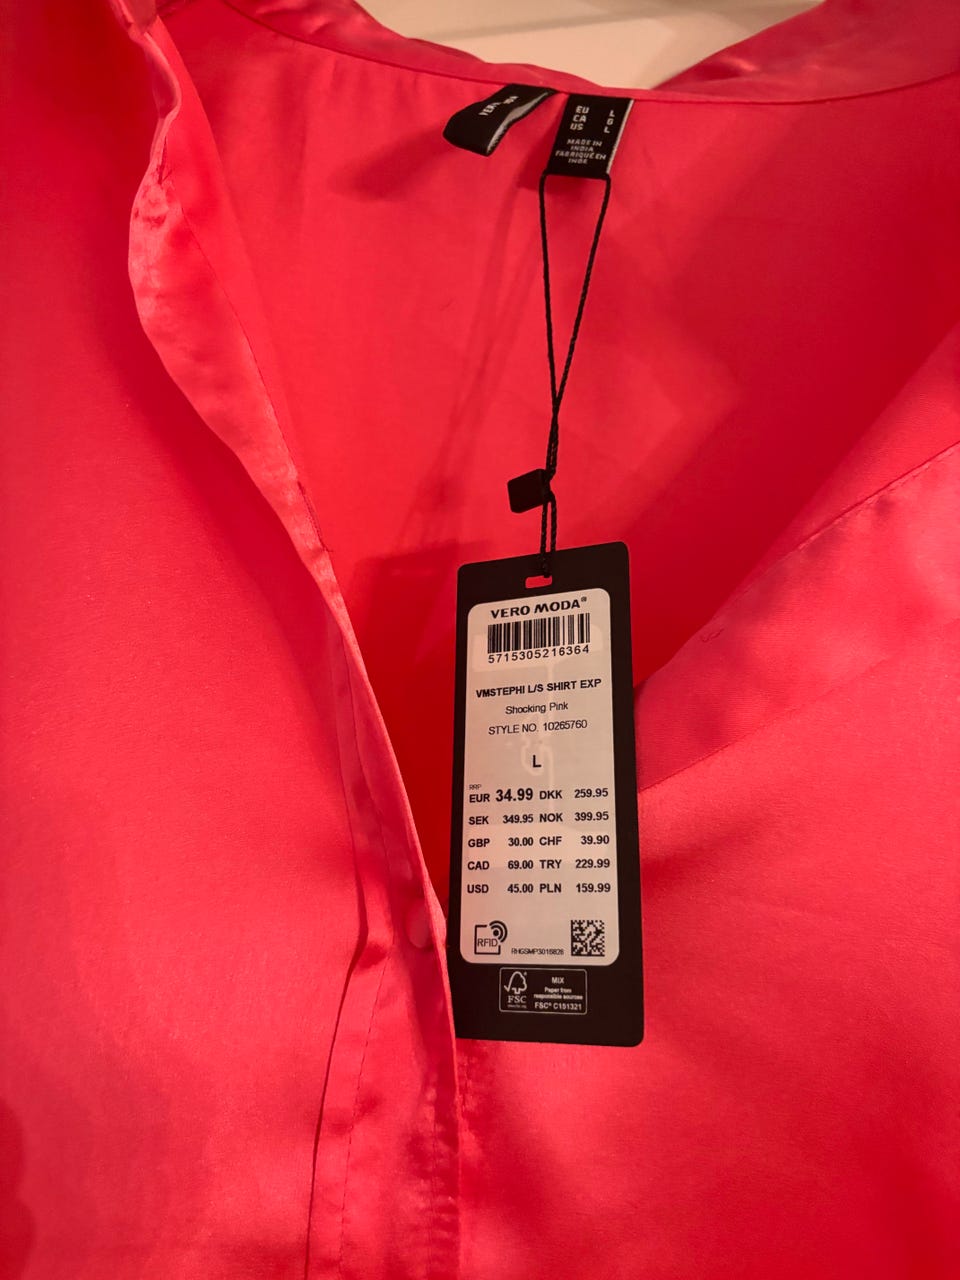 VERO MODA
EU L
CA G
US L
MADE IN
INDIA
FABRIQUÉ EN
INDE
VERO MODA®
5715305216364
VMSTEPHI L/S SHIRT EXP
Shocking Pink
STYLE NO. 10265760
L
RRP
EUR 34.99 DKK 259.95
SEK 349.95 NOK 399.95
GBP 30.00 CHF 39.90
CAD 69.00 TRY 229.99
USD 45.00 PLN 159.99
RFID
RHGSMP3016826
FSC
MIX
Paper from
responsible sources
FSC® C151321